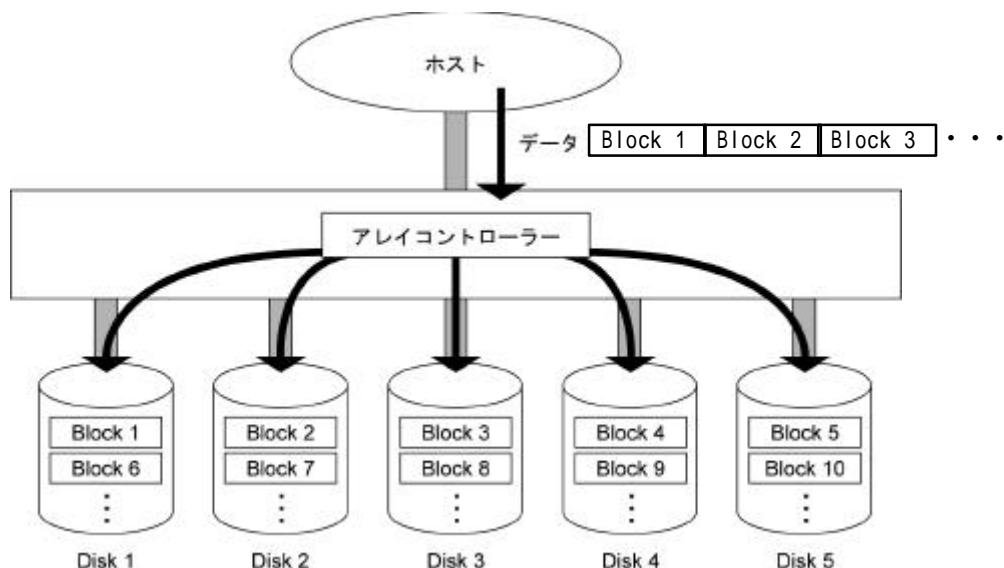 ホスト
データ Block 1 Block 2 Block 3 ・・・
アレイコントローラー
Block 1 Block 2 Block 3 Block 4 Block 5
Block 6 Block 7 Block 8 Block 9 Block 10
Disk 1 Disk 2 Disk 3 Disk 4 Disk 5